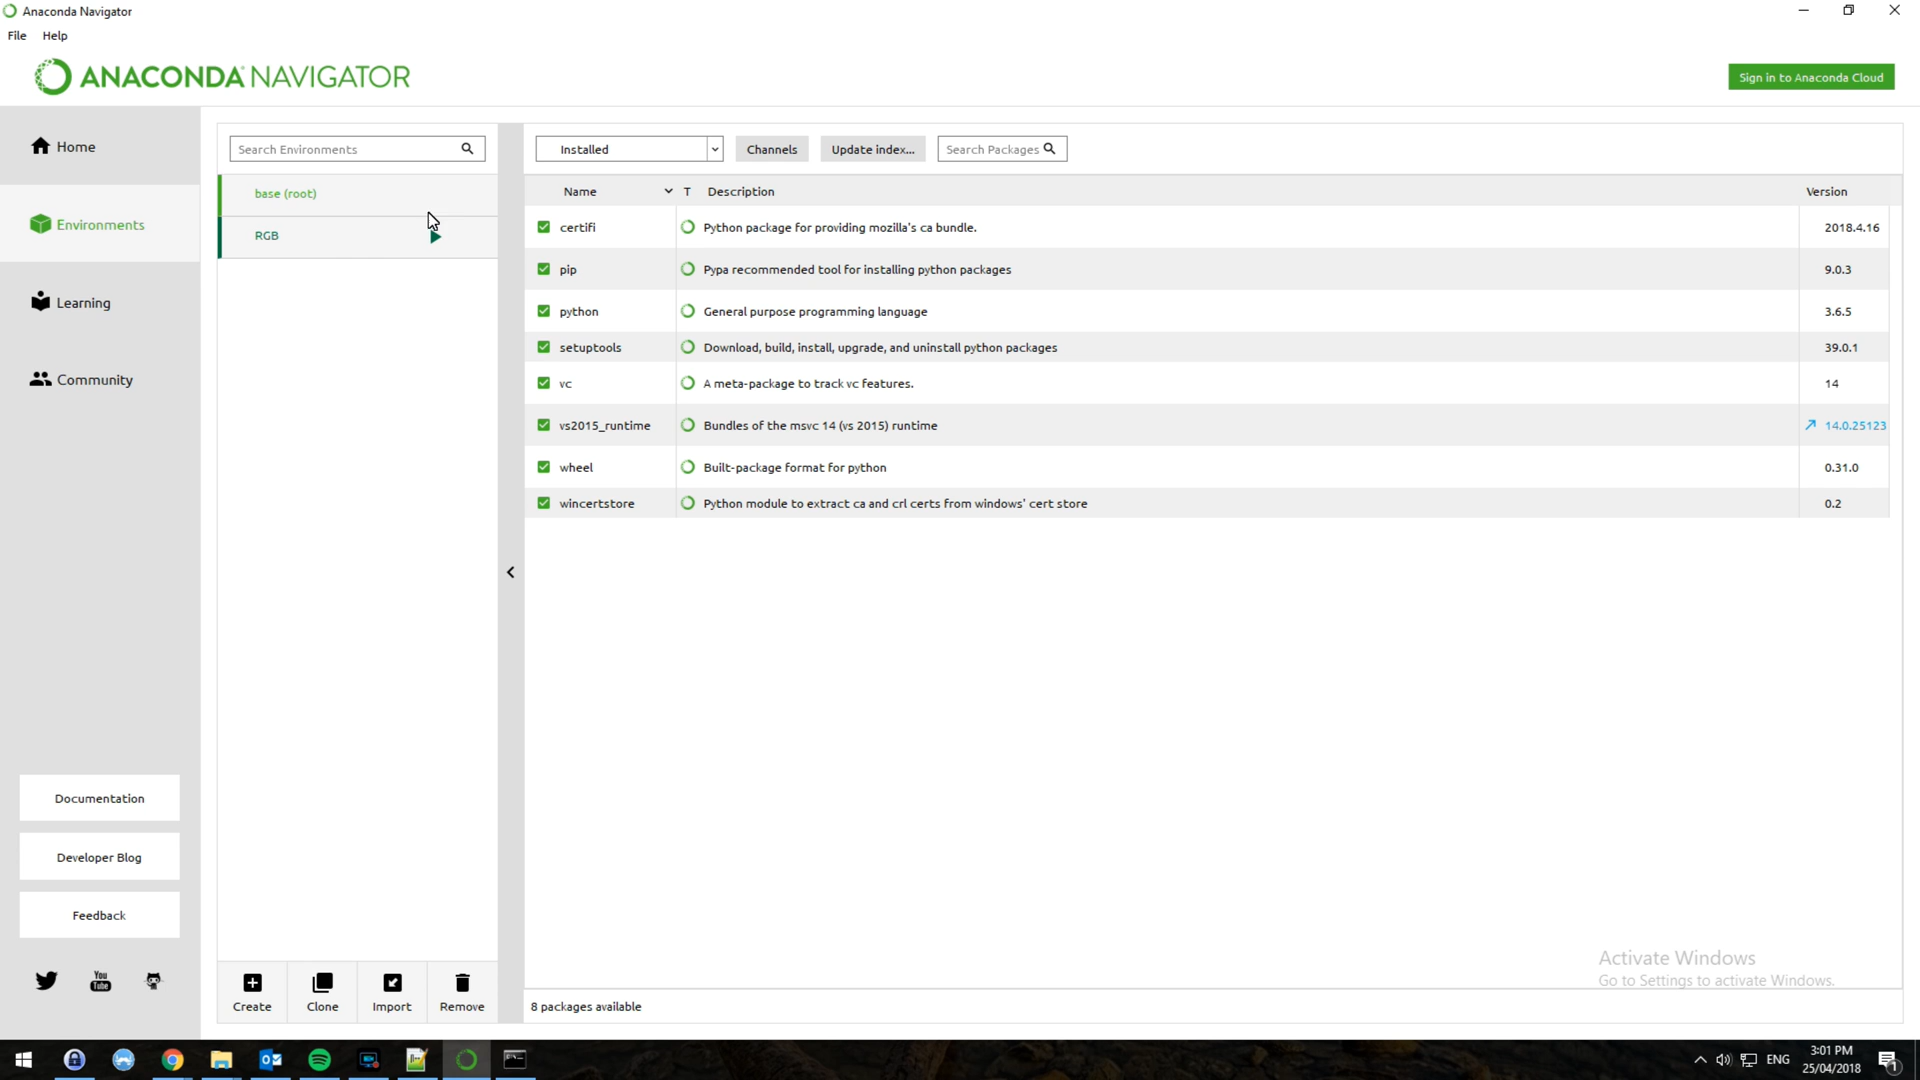 Anaconda Navigator
File Help
ANACONDA NAVIGATOR
Sign in to Anaconda Cloud
Home
Environments
Learning
Community
Documentation
Developer Blog
Feedback
You
Tube
Search Environments
base (root)
RGB
Create
Clone
Import
Remove
Installed
Channels
Update index...
Search Packages
Name T Description Version
certifi Python package for providing mozilla's ca bundle. 2018.4.16
pip Pypa recommended tool for installing python packages 9.0.3
python General purpose programming language 3.6.5
setuptools Download, build, install, upgrade, and uninstall python packages 39.0.1
vc A meta-package to track vc features. 14
vs2015_runtime Bundles of the msvc 14 (vs 2015) runtime 14.0.25123
wheel Built-package format for python 0.31.0
wincertstore Python module to extract ca and crl certs from windows' cert store 0.2
8 packages available
Activate Windows
Go to Settings to activate Windows.
ENG
3:01 PM
25/04/2018
1